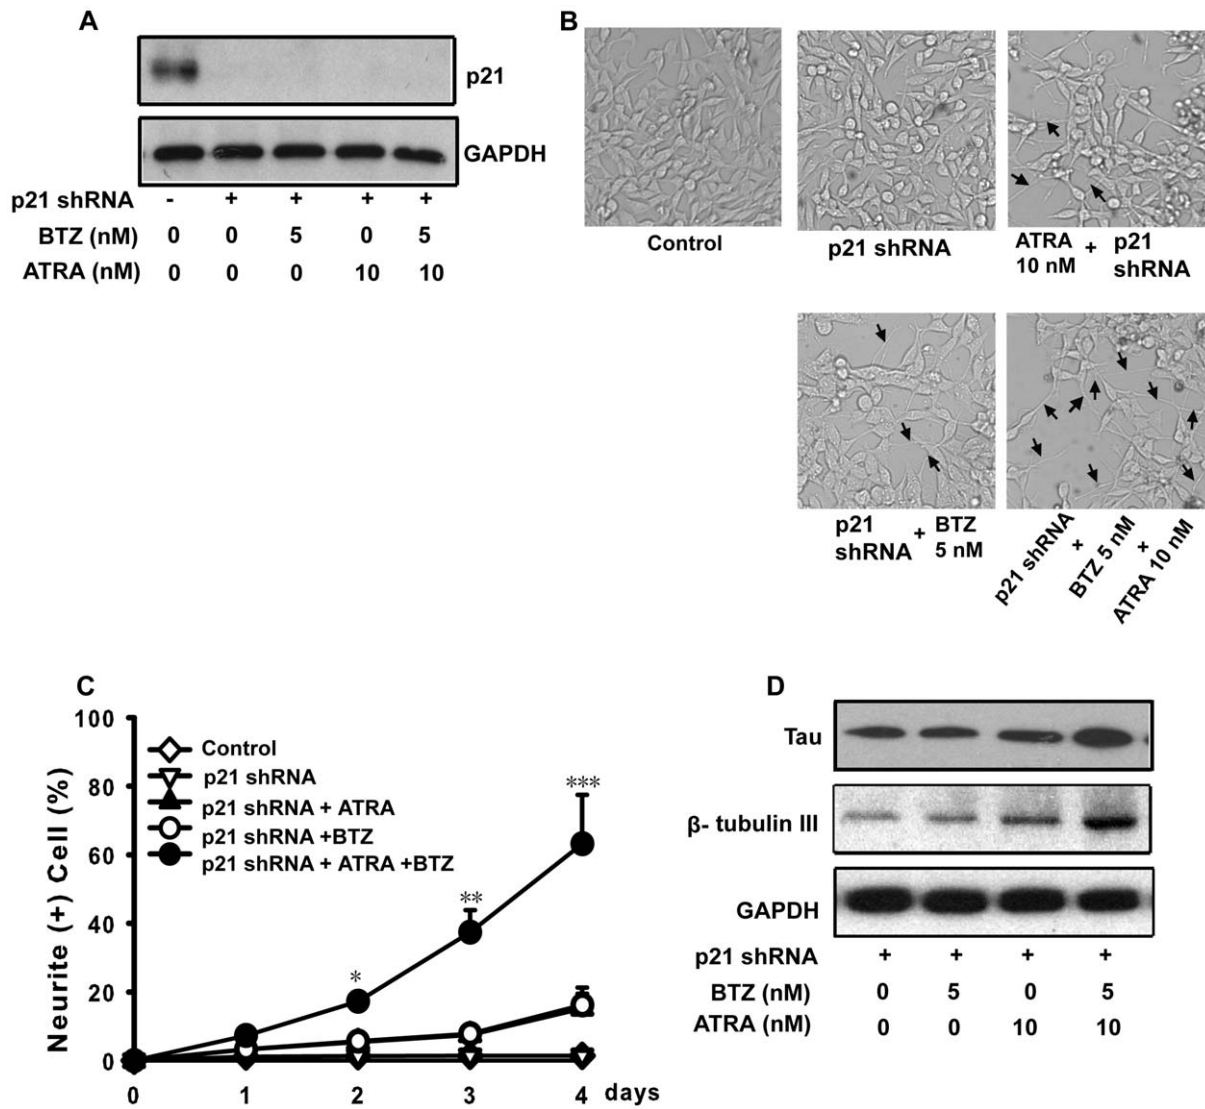 A
p21
GAPDH
p21 shRNA - + + + +
BTZ (nM) 0 0 5 0 5
ATRA (nM) 0 0 0 10 10
B
Control
p21 shRNA
ATRA + p21
10 nM shRNA
p21 + BTZ
shRNA 5 nM
p21 shRNA
+
BTZ 5 nM
+
ATRA 10 nM
C
Neurite (+) Cell (%)
100
80
60
40
20
0
Control
p21 shRNA
p21 shRNA + ATRA
p21 shRNA +BTZ
p21 shRNA + ATRA +BTZ
*
**
***
0 1 2 3 4 days
D
Tau
β- tubulin III
GAPDH
p21 shRNA + + + +
BTZ (nM) 0 5 0 5
ATRA (nM) 0 0 10 10